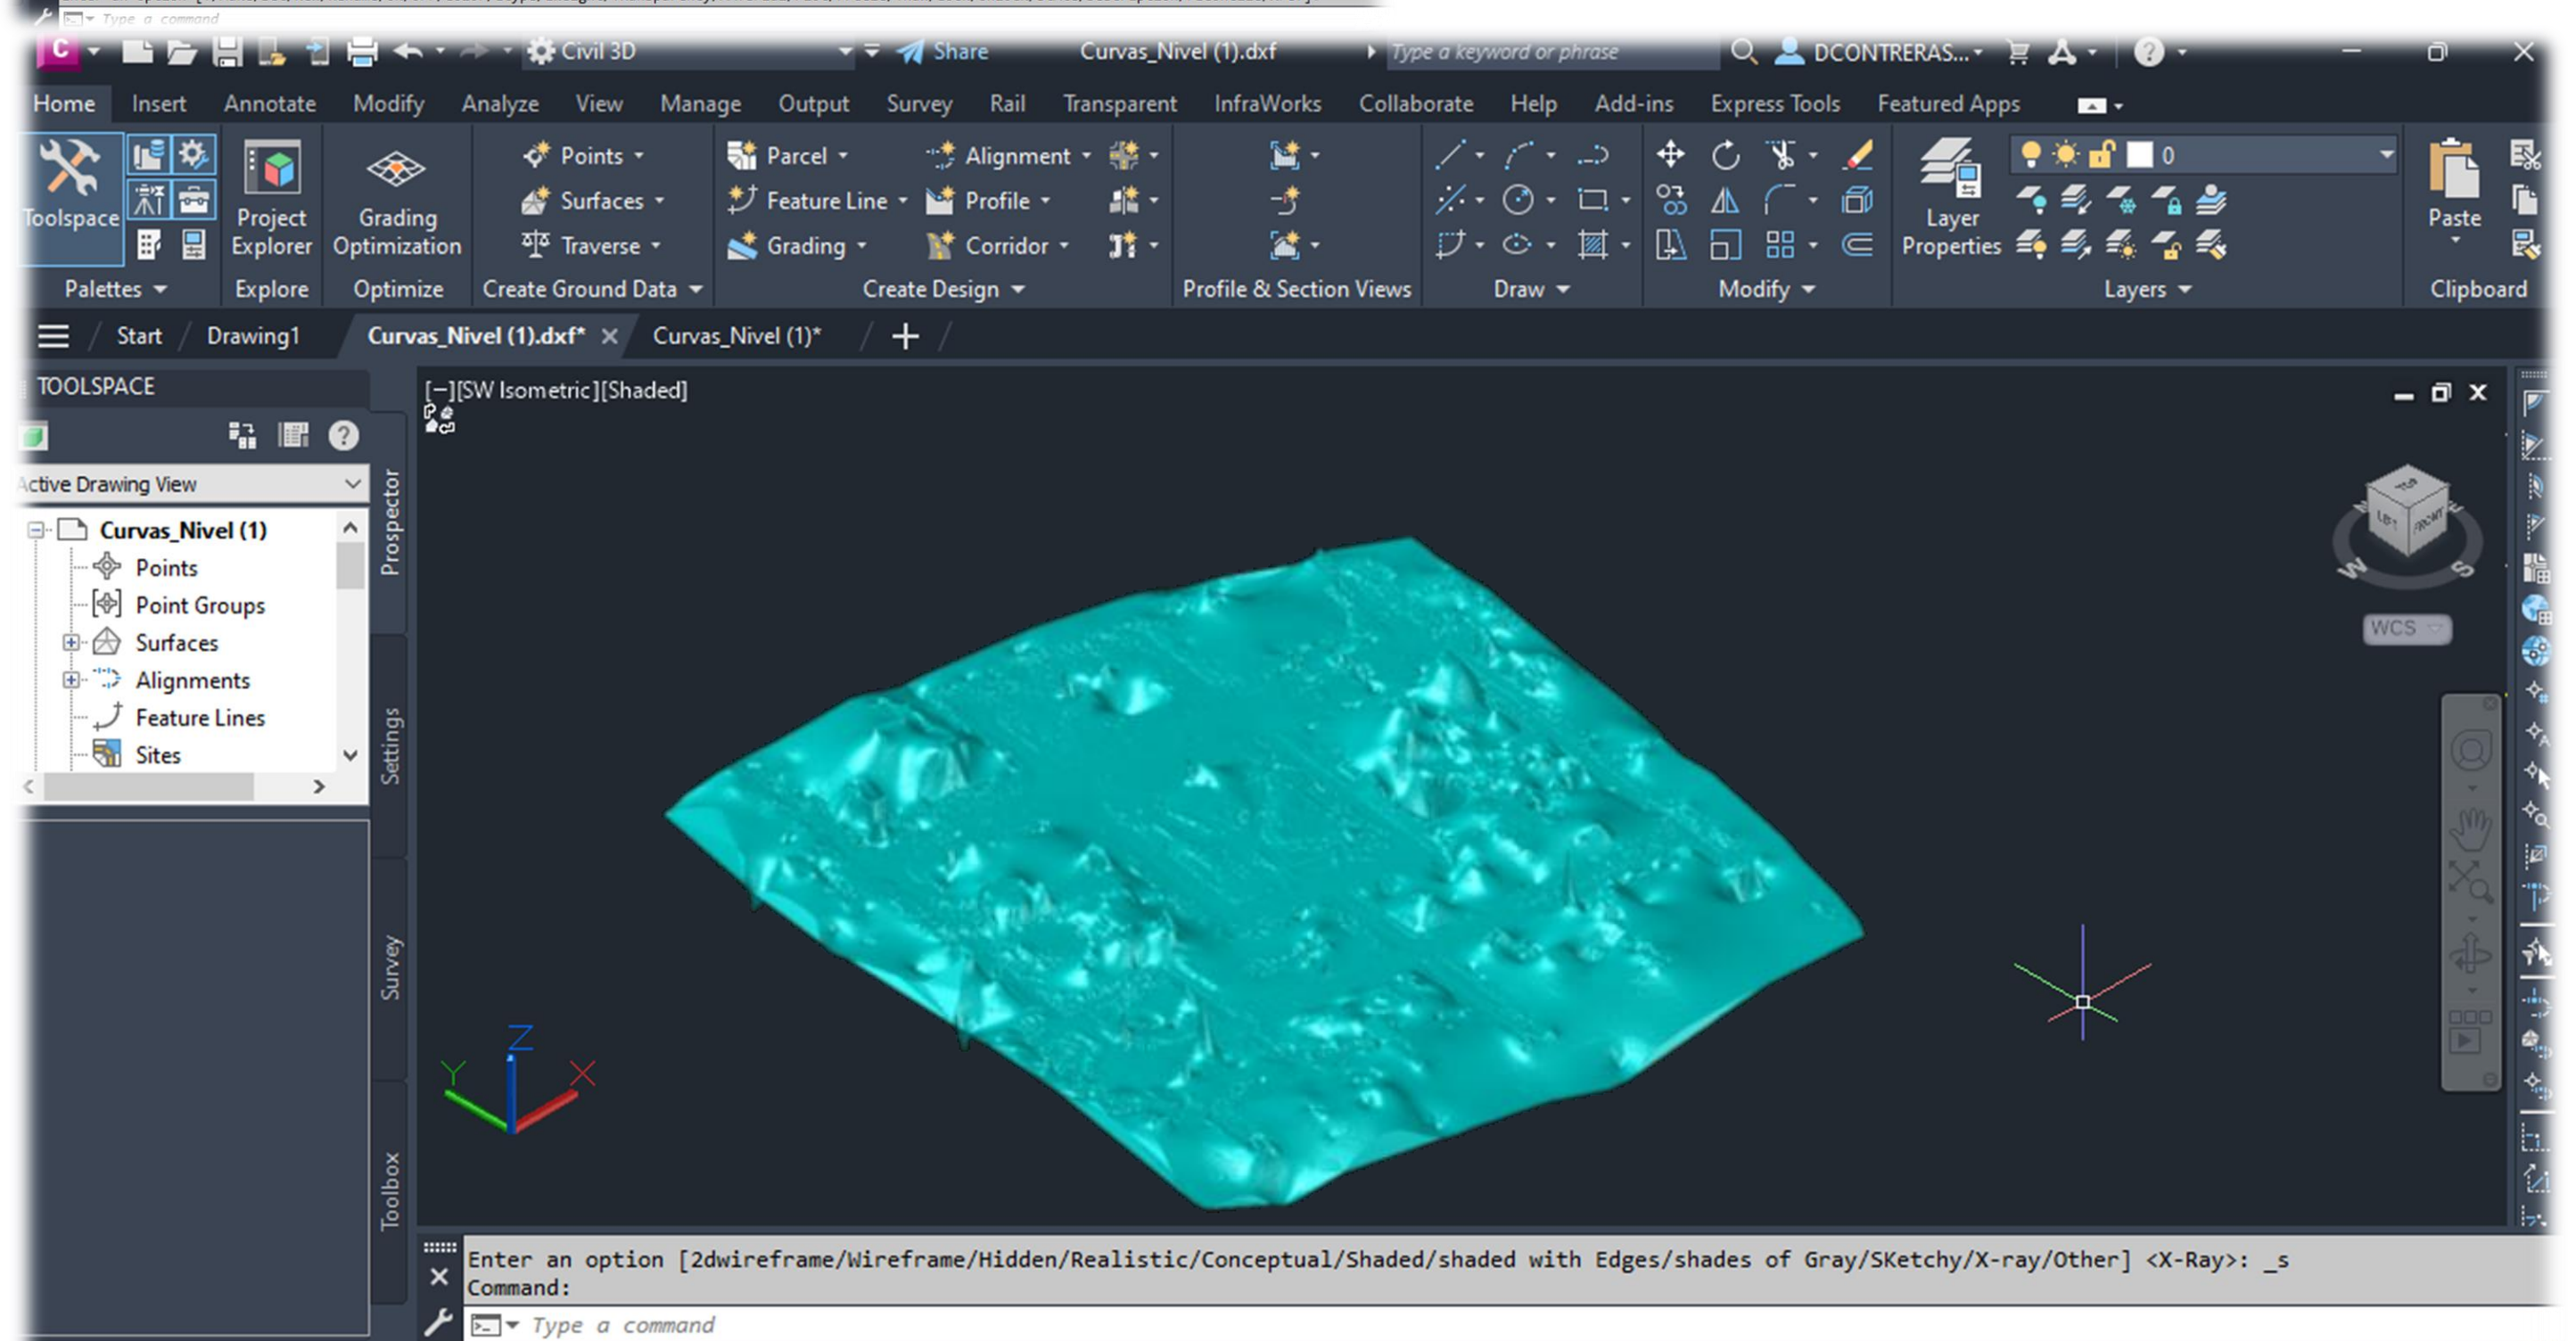 Type a command
C Civil 3D Share Curvas_Nivel (1).dxf Type a keyword or phrase DCONTRERAS...
Home Insert Annotate Modify Analyze View Manage Output Survey Rail Transparent InfraWorks Collaborate Help Add-ins Express Tools Featured Apps
Toolspace
Palettes
Project
Explorer
Explore
Grading
Optimization
Optimize
Points
Surfaces
Traverse
Create Ground Data
Parcel Alignment
Feature Line Profile
Grading Corridor
Create Design
Profile & Section Views
Draw
Modify
Layer
Properties
0
Layers
Paste
Clipboard
Start Drawing1 Curvas_Nivel (1).dxf* Curvas_Nivel (1)*
TOOLSPACE
Active Drawing View
Curvas_Nivel (1)
Points
Point Groups
Surfaces
Alignments
Feature Lines
Sites
Prospector
Settings
Survey
Toolbox
[−][SW Isometric][Shaded]
TOP
LEFT FRONT
W S
WCS
Z
Y X
Enter an option [2dwireframe/Wireframe/Hidden/Realistic/Conceptual/Shaded/shaded with Edges/shades of Gray/SKetchy/X-ray/Other] <X-Ray>: _s
Command:
Type a command